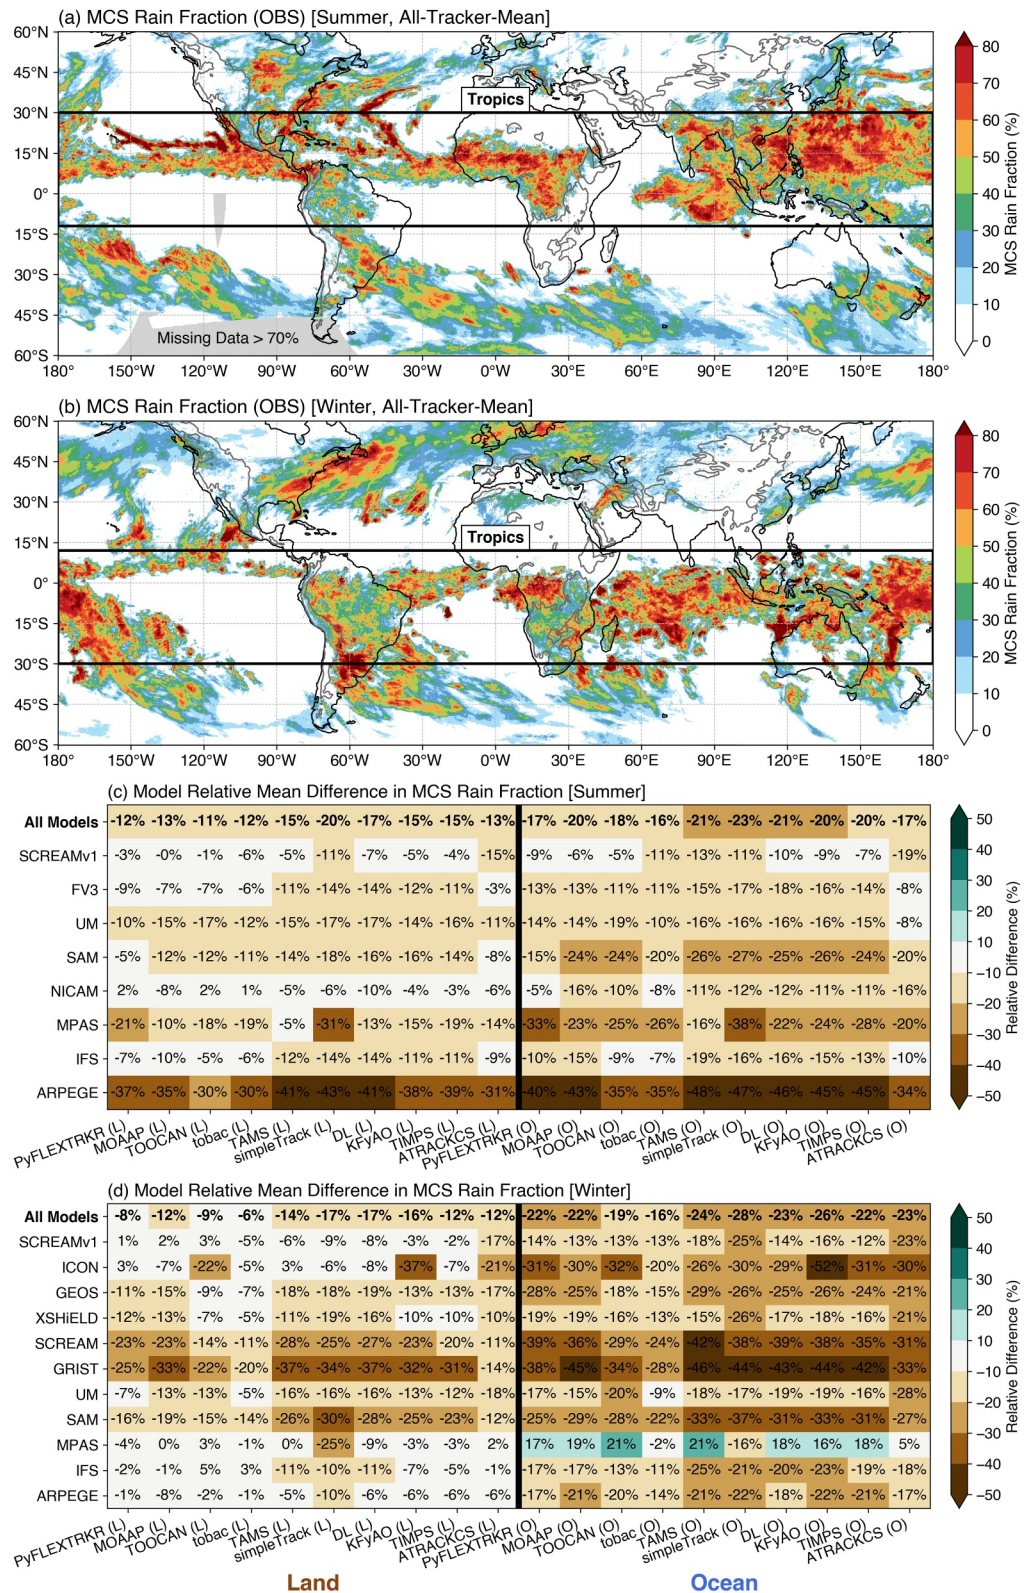 (a) MCS Rain Fraction (OBS) [Summer, All-Tracker-Mean]
60°N
45°N
30°N
15°N
0°
15°S
30°S
45°S
60°S
Tropics
Missing Data > 70%
180° 150°W 120°W 90°W 60°W 30°W 0°W 30°E 60°E 90°E 120°E 150°E 180°
80
70
60
50
40
30
20
10
0
MCS Rain Fraction (%)
(b) MCS Rain Fraction (OBS) [Winter, All-Tracker-Mean]
60°N
45°N
30°N
15°N
0°
15°S
30°S
45°S
60°S
Tropics
180° 150°W 120°W 90°W 60°W 30°W 0°W 30°E 60°E 90°E 120°E 150°E 180°
80
70
60
50
40
30
20
10
0
MCS Rain Fraction (%)
(c) Model Relative Mean Difference in MCS Rain Fraction [Summer]
All Models -12% -13% -11% -12% -15% -20% -17% -15% -15% -13% -17% -20% -18% -16% -21% -23% -21% -20% -20% -17%
SCREAMv1 -3% -0% -1% -6% -5% -11% -7% -5% -4% -15% -9% -6% -5% -11% -13% -11% -10% -9% -7% -19%
FV3 -9% -7% -7% -6% -11% -14% -14% -12% -11% -3% -13% -13% -11% -11% -15% -17% -18% -16% -14% -8%
UM -10% -15% -17% -12% -15% -17% -17% -14% -16% -11% -14% -14% -19% -10% -16% -16% -16% -16% -15% -8%
SAM -5% -12% -12% -11% -14% -18% -16% -16% -14% -8% -15% -24% -24% -20% -26% -27% -25% -26% -24% -20%
NICAM 2% -8% 2% 1% -5% -6% -10% -4% -3% -6% -5% -16% -10% -8% -11% -12% -12% -11% -11% -16%
MPAS -21% -10% -18% -19% -5% -31% -13% -15% -19% -14% -33% -23% -25% -26% -16% -38% -22% -24% -28% -20%
IFS -7% -10% -5% -6% -12% -14% -14% -11% -11% -9% -10% -15% -9% -7% -19% -16% -16% -15% -13% -10%
ARPEGE -37% -35% -30% -30% -41% -43% -41% -38% -39% -31% -40% -43% -35% -35% -48% -47% -46% -45% -45% -34%
PyFLEXTRKR (L) MOAAP (L) TOOCAN (L) tobac (L) TAMS (L) simpleTrack (L) DL (L) KFyAO (L) TIMPS (L) ATRACKCS (L) PyFLEXTRKR (O) MOAAP (O) TOOCAN (O) tobac (O) TAMS (O) simpleTrack (O) DL (O) KFyAO (O) TIMPS (O) ATRACKCS (O)
50
40
30
20
10
−10
−20
−30
−40
−50
Relative Difference (%)
(d) Model Relative Mean Difference in MCS Rain Fraction [Winter]
All Models -8% -12% -9% -6% -14% -17% -17% -16% -12% -12% -22% -22% -19% -16% -24% -28% -23% -26% -22% -23%
SCREAMv1 1% 2% 3% -5% -6% -9% -8% -3% -2% -17% -14% -13% -13% -13% -18% -25% -14% -16% -12% -23%
ICON 3% -7% -22% -5% 3% -6% -8% -37% -7% -21% -31% -30% -32% -20% -26% -30% -29% -52% -31% -30%
GEOS -11% -15% -9% -7% -18% -18% -19% -13% -13% -17% -28% -25% -18% -15% -29% -26% -25% -26% -24% -21%
XSHiELD -12% -13% -7% -5% -11% -19% -16% -10% -10% -10% -19% -19% -16% -13% -15% -26% -17% -18% -16% -21%
SCREAM -23% -23% -14% -11% -28% -25% -27% -23% -20% -11% -39% -36% -29% -24% -42% -38% -39% -38% -35% -31%
GRIST -25% -33% -22% -20% -37% -34% -37% -32% -31% -14% -38% -45% -34% -28% -46% -44% -43% -44% -42% -33%
UM -7% -13% -13% -5% -16% -16% -16% -13% -12% -18% -17% -15% -20% -9% -18% -17% -19% -19% -16% -28%
SAM -16% -19% -15% -14% -26% -30% -28% -25% -23% -12% -25% -29% -28% -22% -33% -37% -31% -33% -31% -27%
MPAS -4% 0% 3% -1% 0% -25% -9% -3% -3% 2% 17% 19% 21% -2% 21% -16% 18% 16% 18% 5%
IFS -2% -1% 5% 3% -11% -10% -11% -7% -5% -1% -17% -17% -13% -11% -25% -21% -20% -23% -19% -18%
ARPEGE -1% -8% -2% -1% -5% -10% -6% -6% -6% -6% -17% -21% -20% -14% -21% -22% -18% -22% -21% -17%
PyFLEXTRKR (L) MOAAP (L) TOOCAN (L) tobac (L) TAMS (L) simpleTrack (L) DL (L) KFyAO (L) TIMPS (L) ATRACKCS (L) PyFLEXTRKR (O) MOAAP (O) TOOCAN (O) tobac (O) TAMS (O) simpleTrack (O) DL (O) KFyAO (O) TIMPS (O) ATRACKCS (O)
50
40
30
20
10
−10
−20
−30
−40
−50
Relative Difference (%)
Land Ocean